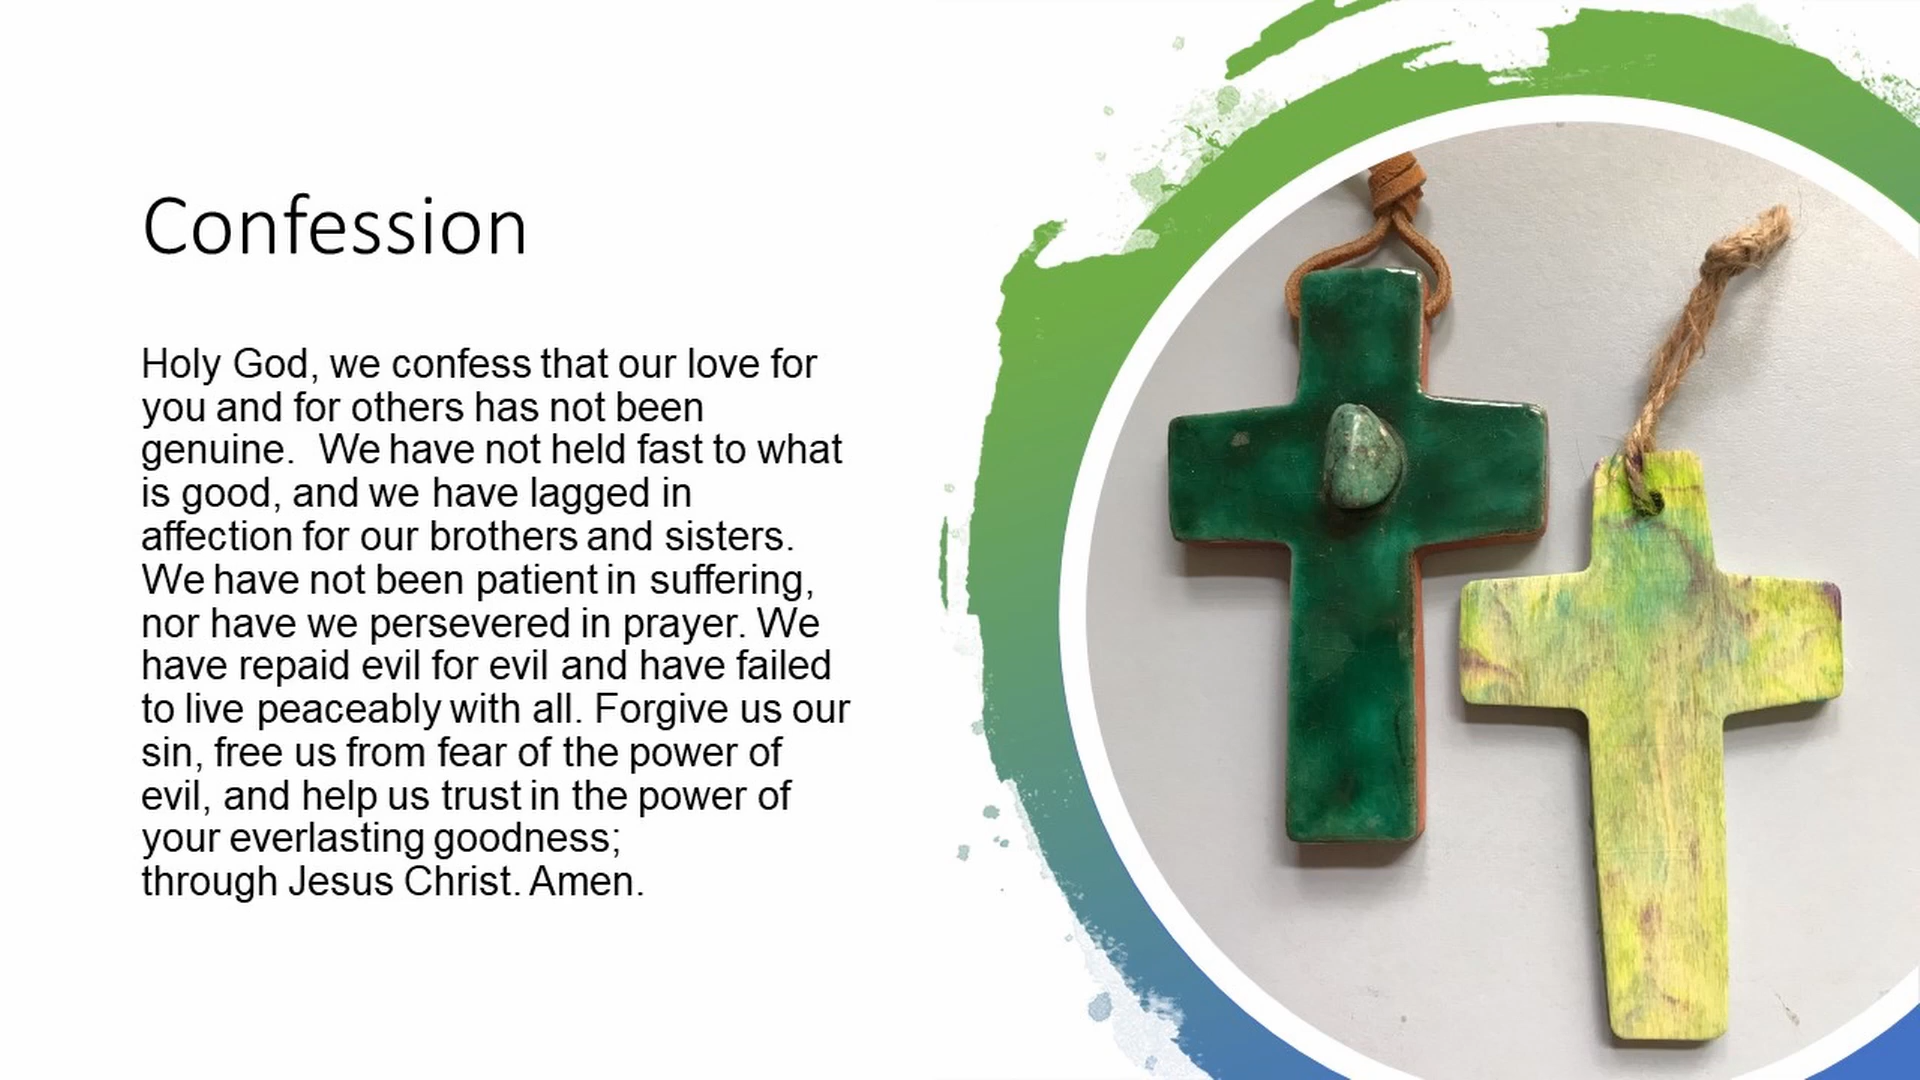 Confession
Holy God, we confess that our love for
you and for others has not been
genuine.  We have not held fast to what
is good, and we have lagged in
affection for our brothers and sisters.
We have not been patient in suffering,
nor have we persevered in prayer. We
have repaid evil for evil and have failed
to live peaceably with all. Forgive us our
sin, free us from fear of the power of
evil, and help us trust in the power of
your everlasting goodness;
through Jesus Christ. Amen.